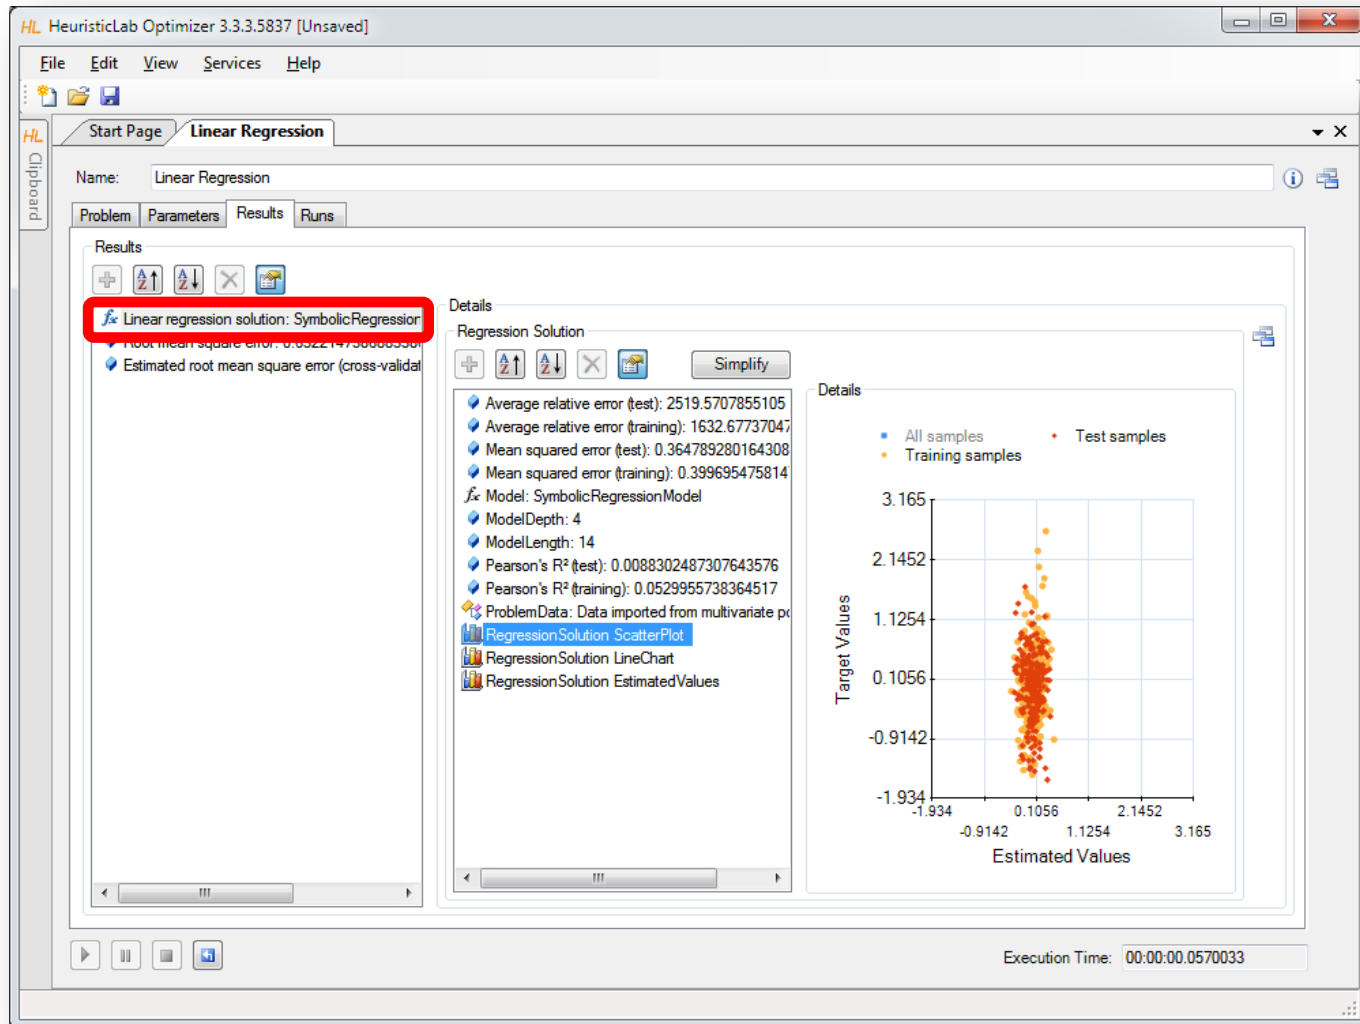 HL HeuristicLab Optimizer 3.3.3.5837 [Unsaved]
File Edit View Services Help
HL Clipboard
Start Page Linear Regression
Name: Linear Regression
Problem Parameters Results Runs
Results
Linear regression solution: SymbolicRegression
Root mean square error:
Estimated root mean square error (cross-validat
Details
Regression Solution
Simplify
Average relative error (test): 2519.5707855105
Average relative error (training): 1632.67737047
Mean squared error (test): 0.364789280164308
Mean squared error (training): 0.399695475814
Model: SymbolicRegressionModel
ModelDepth: 4
ModelLength: 14
Pearson's R² (test): 0.0088302487307643576
Pearson's R² (training): 0.0529955738364517
ProblemData: Data imported from multivariate po
RegressionSolution ScatterPlot
RegressionSolution LineChart
RegressionSolution EstimatedValues
Details
All samples Test samples
Training samples
3.165
2.1452
1.1254
0.1056
-0.9142
-1.934
Target Values
-1.934 0.1056 2.1452
-0.9142 1.1254 3.165
Estimated Values
Execution Time: 00:00:00.0570033